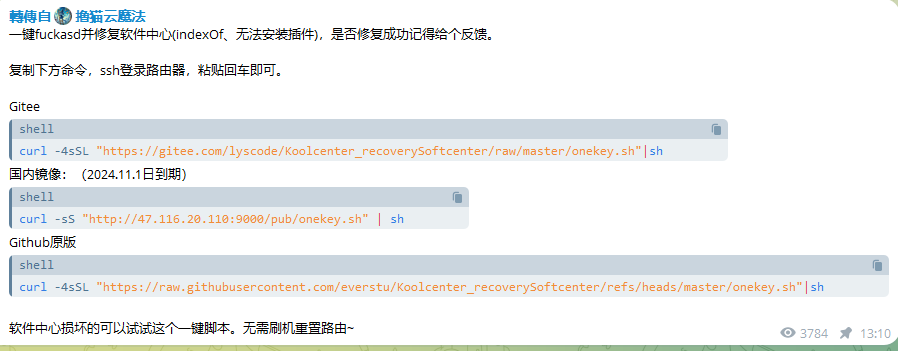 轉傳自 撸猫云魔法
一键fuckasd并修复软件中心(indexOf、无法安装插件)，是否修复成功记得给个反馈。
复制下方命令，ssh登录路由器，粘贴回车即可。
Gitee
shell
curl -4sSL "https://gitee.com/lyscode/Koolcenter_recoverySoftcenter/raw/master/onekey.sh"|sh
国内镜像：（2024.11.1日到期）
shell
curl -sS "http://47.116.20.110:9000/pub/onekey.sh" | sh
Github原版
shell
curl -4sSL "https://raw.githubusercontent.com/everstu/Koolcenter_recoverySoftcenter/refs/heads/master/onekey.sh"|sh
软件中心损坏的可以试试这个一键脚本。无需刷机重置路由~
3784 13:10